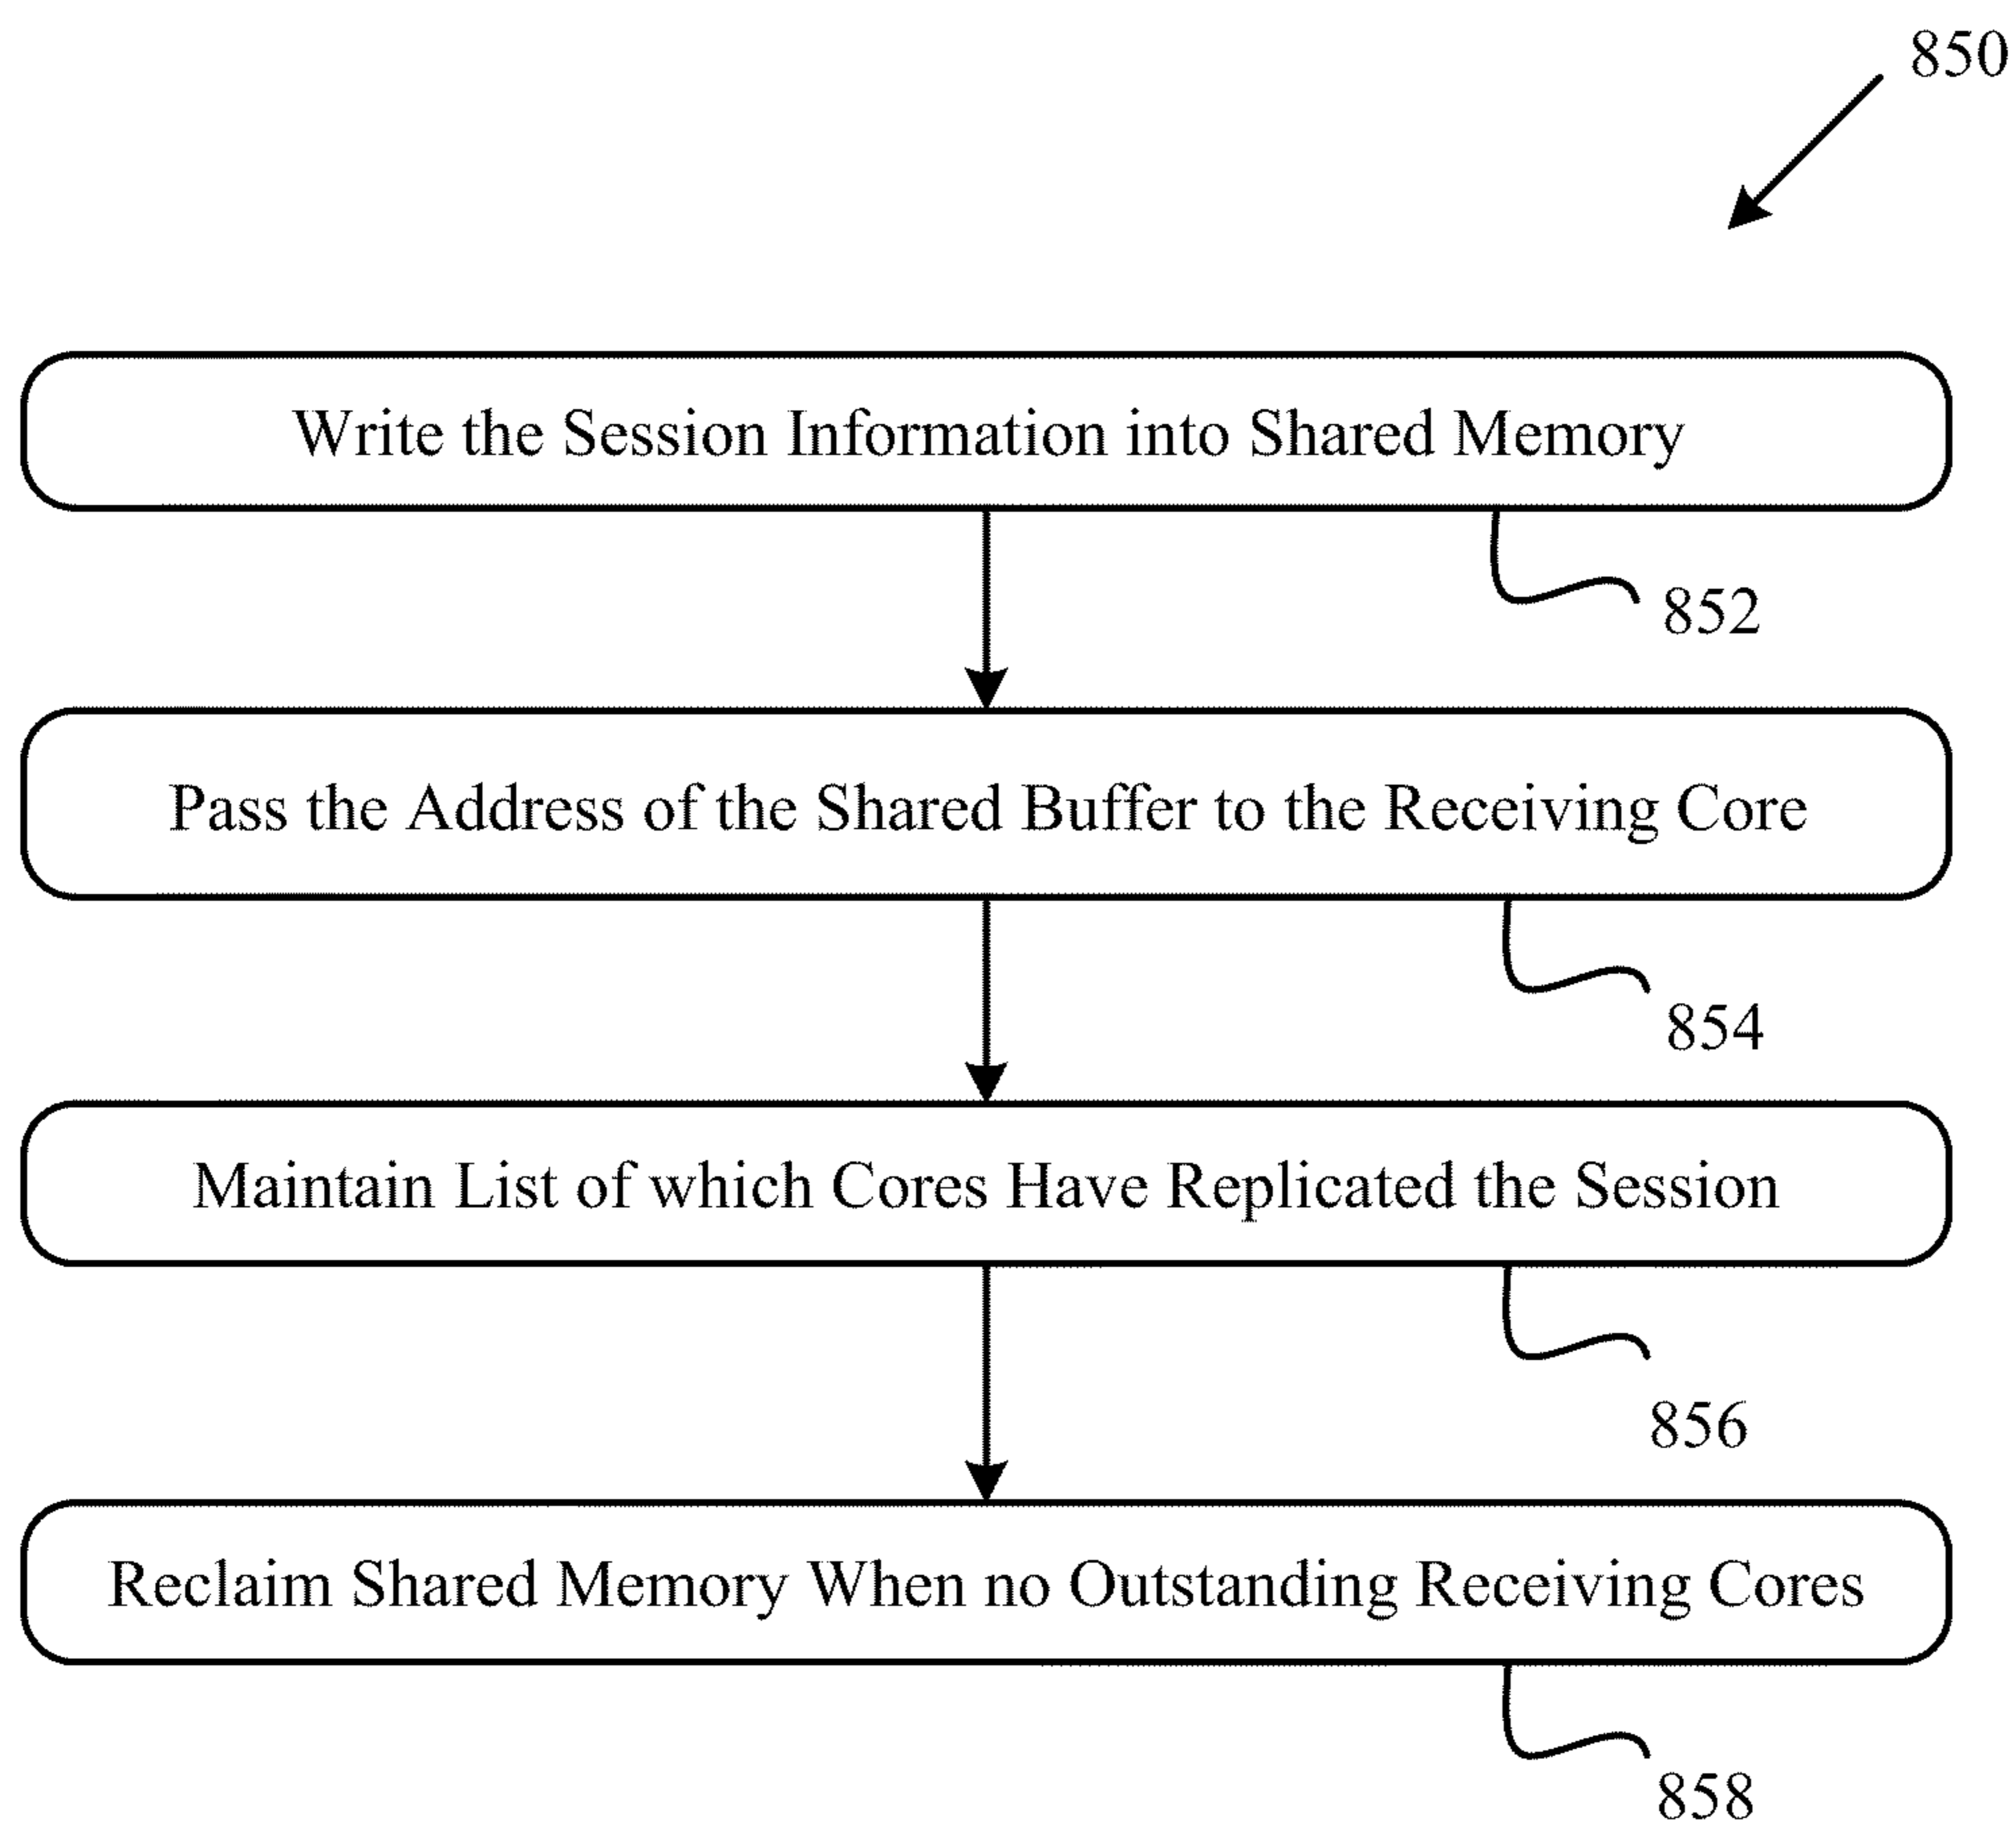 850
Write the Session Information into Shared Memory
852
Pass the Address of the Shared Buffer to the Receiving Core
854
Maintain List of which Cores Have Replicated the Session
856
Reclaim Shared Memory When no Outstanding Receiving Cores
858